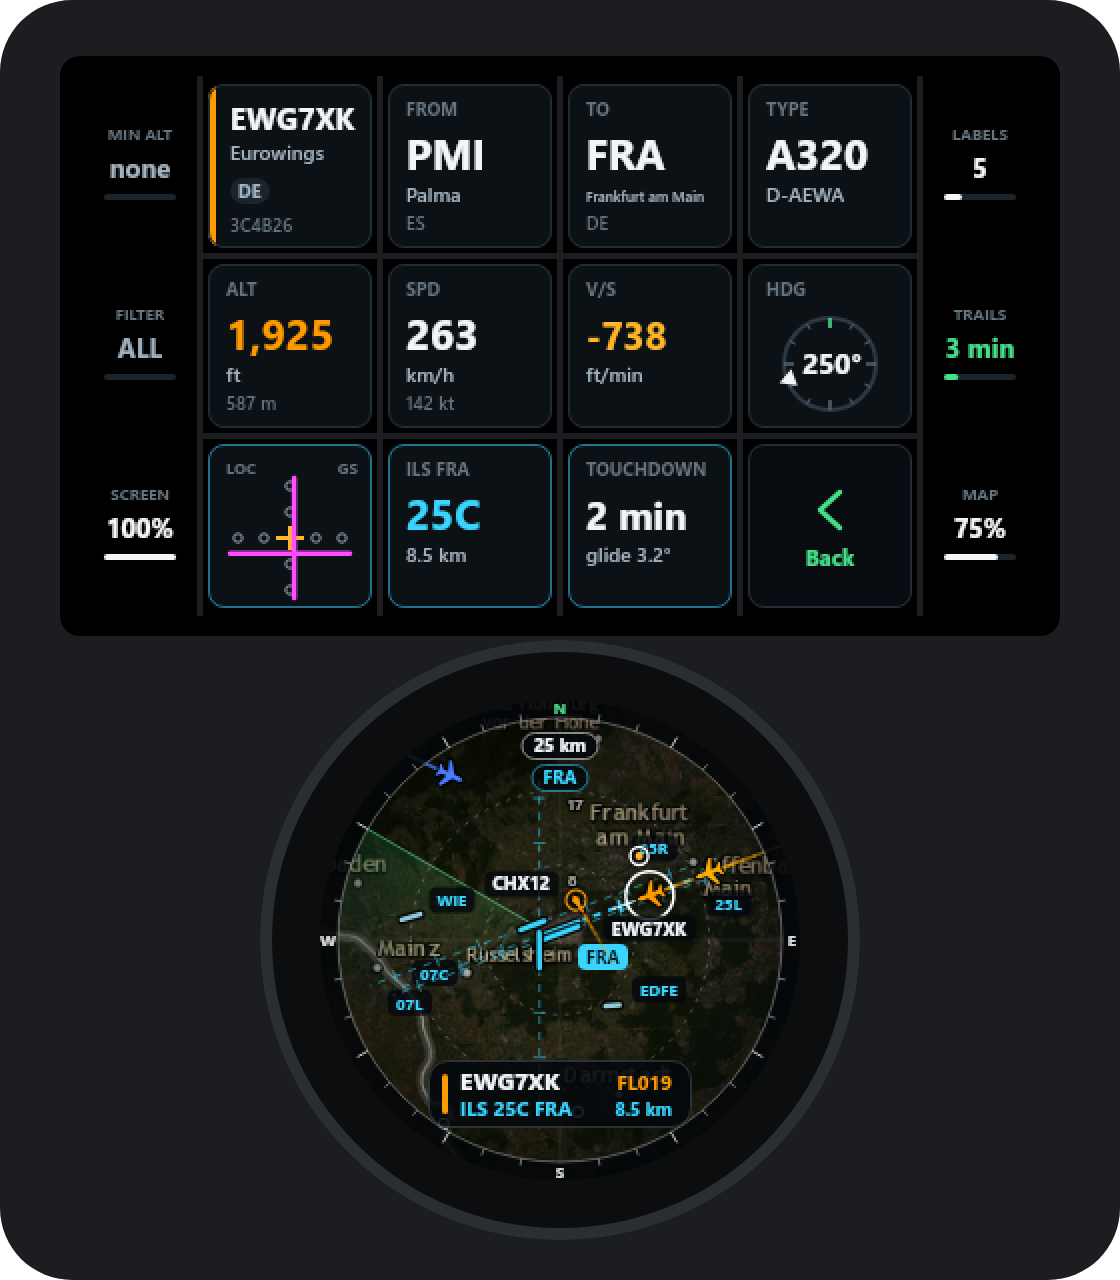 MIN ALT
none
FILTER
ALL
SCREEN
100%
EWG7XK
Eurowings
DE
3C4B26
FROM
PMI
Palma
ES
TO
FRA
Frankfurt am Main
DE
TYPE
A320
D-AEWA
ALT
1,925
ft
587 m
SPD
263
km/h
142 kt
V/S
-738
ft/min
HDG
250°
LOC GS
ILS FRA
25C
8.5 km
TOUCHDOWN
2 min
glide 3.2°
Back
LABELS
5
TRAILS
3 min
MAP
75%
N
25 km
FRA
17
Frankfurt
am Main
CHX12
8
WIE
25L
EWG7XK
W
E
Mainz
Rüsselsheim
FRA
07C
07L
EDFE
Darmstadt
EWG7XK FL019
ILS 25C FRA 8.5 km
S